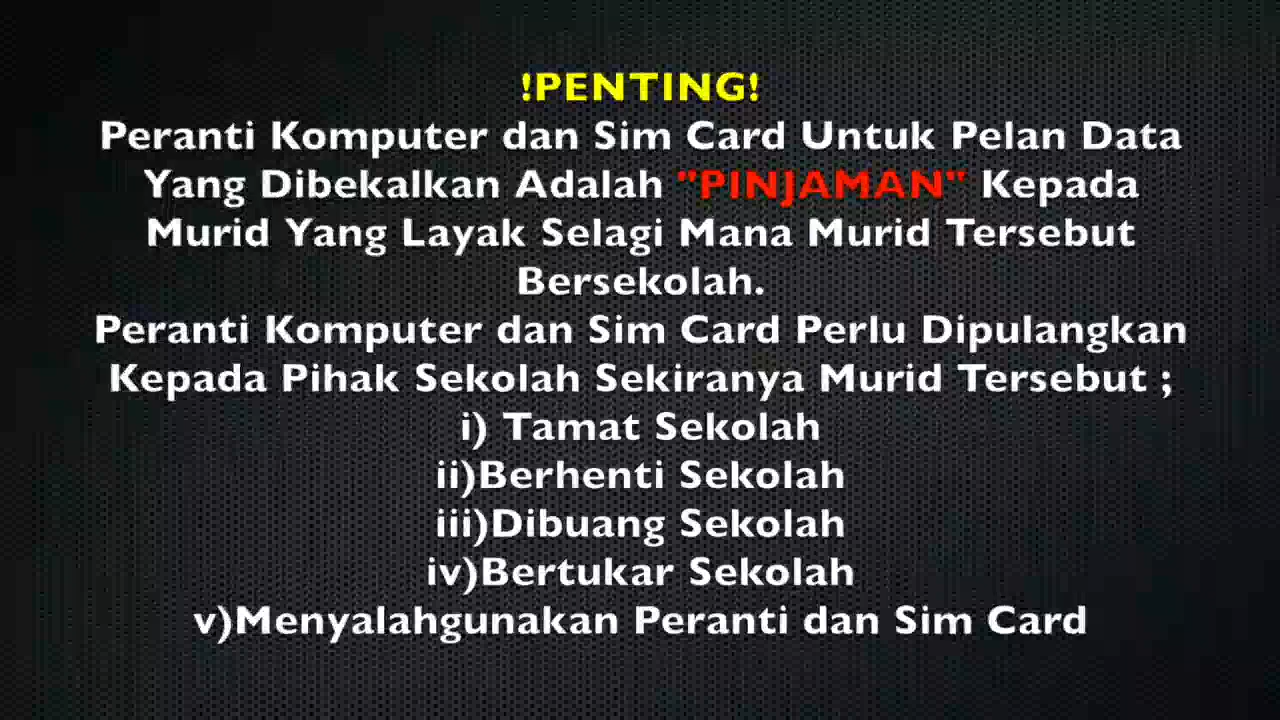 !PENTING!
Peranti Komputer dan Sim Card Untuk Pelan Data
Yang Dibekalkan Adalah "PINJAMAN" Kepada
Murid Yang Layak Selagi Mana Murid Tersebut
Bersekolah.
Peranti Komputer dan Sim Card Perlu Dipulangkan
Kepada Pihak Sekolah Sekiranya Murid Tersebut ;
i) Tamat Sekolah
ii)Berhenti Sekolah
iii)Dibuang Sekolah
iv)Bertukar Sekolah
v)Menyalahgunakan Peranti dan Sim Card